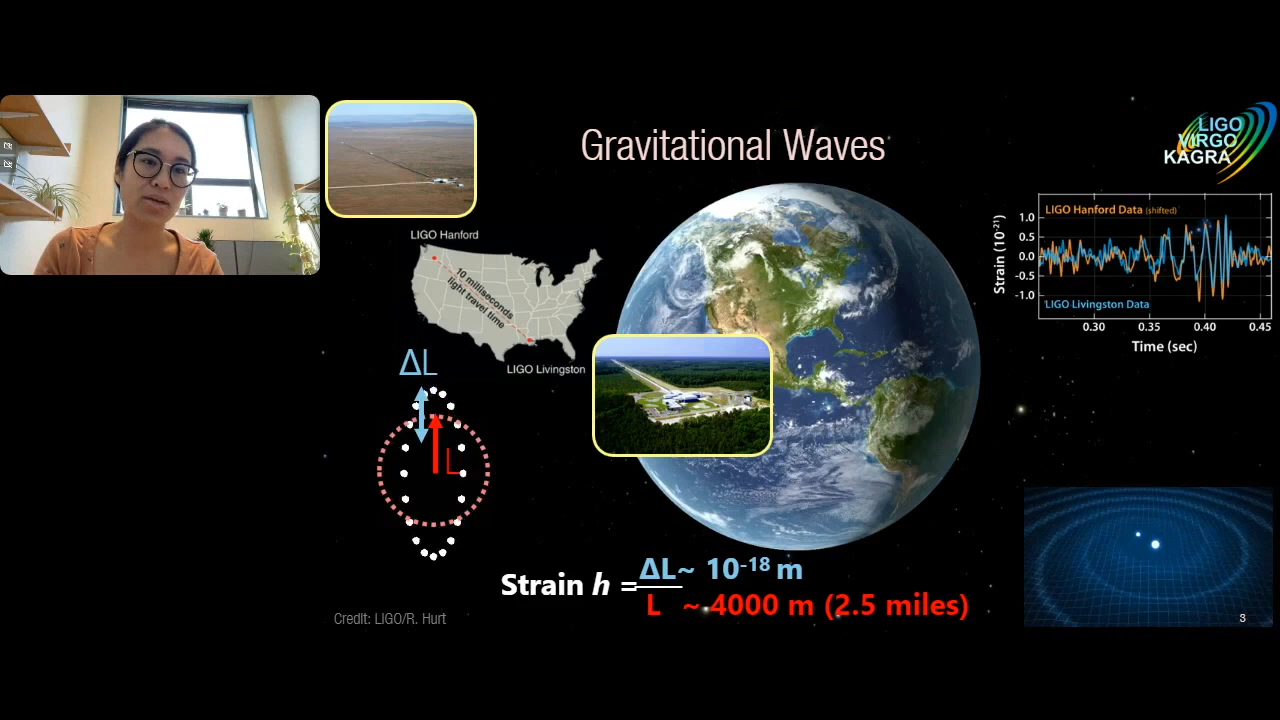 Gravitational Waves
LIGO
VIRGO
KAGRA
LIGO Hanford
10 milliseconds
light travel time
LIGO Livingston
LIGO Hanford Data (shifted)
LIGO Livingston Data
Strain (10⁻²¹)
1.0
0.5
0.0
-0.5
-1.0
0.30 0.35 0.40 0.45
Time (sec)
ΔL
L
Strain h = ΔL ~ 10⁻¹⁸ m
L ~ 4000 m (2.5 miles)
Credit: LIGO/R. Hurt
3